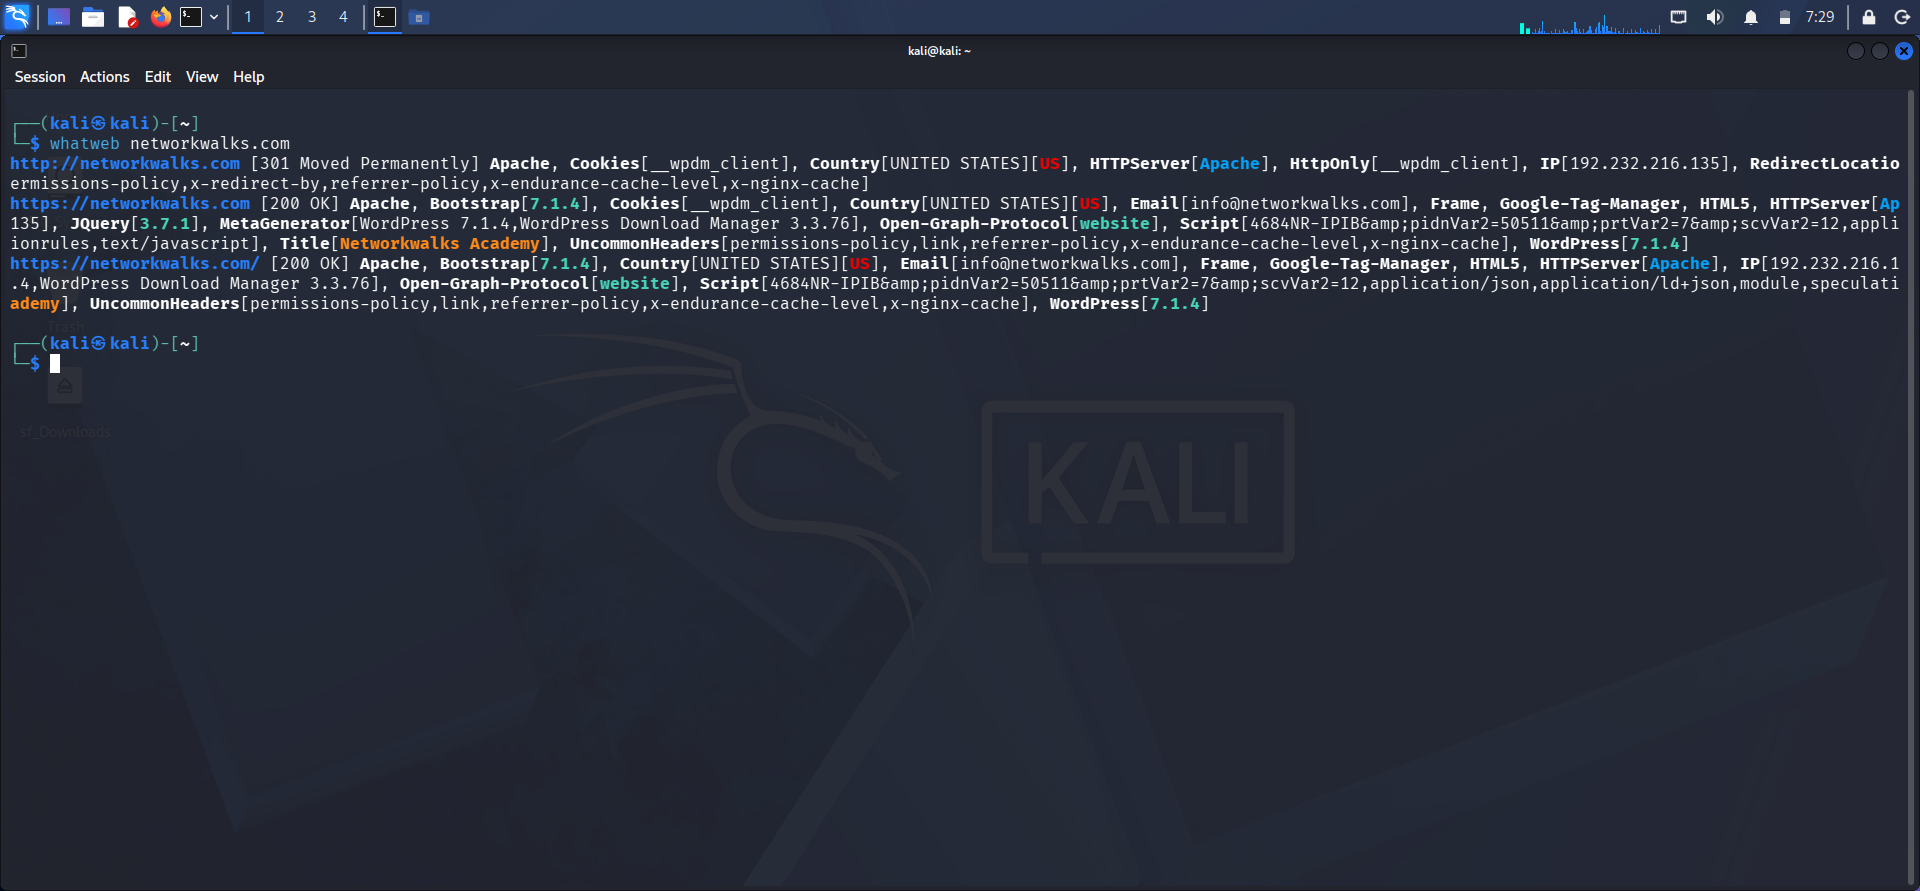 1 2 3 4 7:29
kali@kali: ~
Session Actions Edit View Help
┌──(kali㉿kali)-[~]
└─$ whatweb networkwalks.com
http://networkwalks.com [301 Moved Permanently] Apache, Cookies[__wpdm_client], Country[UNITED STATES][US], HTTPServer[Apache], HttpOnly[__wpdm_client], IP[192.232.216.135], RedirectLocatio
ermissions-policy,x-redirect-by,referrer-policy,x-endurance-cache-level,x-nginx-cache]
https://networkwalks.com [200 OK] Apache, Bootstrap[7.1.4], Cookies[__wpdm_client], Country[UNITED STATES][US], Email[info@networkwalks.com], Frame, Google-Tag-Manager, HTML5, HTTPServer[Ap
135], JQuery[3.7.1], MetaGenerator[WordPress 7.1.4,WordPress Download Manager 3.3.76], Open-Graph-Protocol[website], Script[4684NR-IPIB&amp;pidnVar2=50511&amp;prtVar2=7&amp;scvVar2=12,appli
ionrules,text/javascript], Title[Networkwalks Academy], UncommonHeaders[permissions-policy,link,referrer-policy,x-endurance-cache-level,x-nginx-cache], WordPress[7.1.4]
https://networkwalks.com/ [200 OK] Apache, Bootstrap[7.1.4], Country[UNITED STATES][US], Email[info@networkwalks.com], Frame, Google-Tag-Manager, HTML5, HTTPServer[Apache], IP[192.232.216.1
.4,WordPress Download Manager 3.3.76], Open-Graph-Protocol[website], Script[4684NR-IPIB&amp;pidnVar2=50511&amp;prtVar2=7&amp;scvVar2=12,application/json,application/ld+json,module,speculati
ademy], UncommonHeaders[permissions-policy,link,referrer-policy,x-endurance-cache-level,x-nginx-cache], WordPress[7.1.4]
Trash
┌──(kali㉿kali)-[~]
└─$
sf_Downloads
KALI